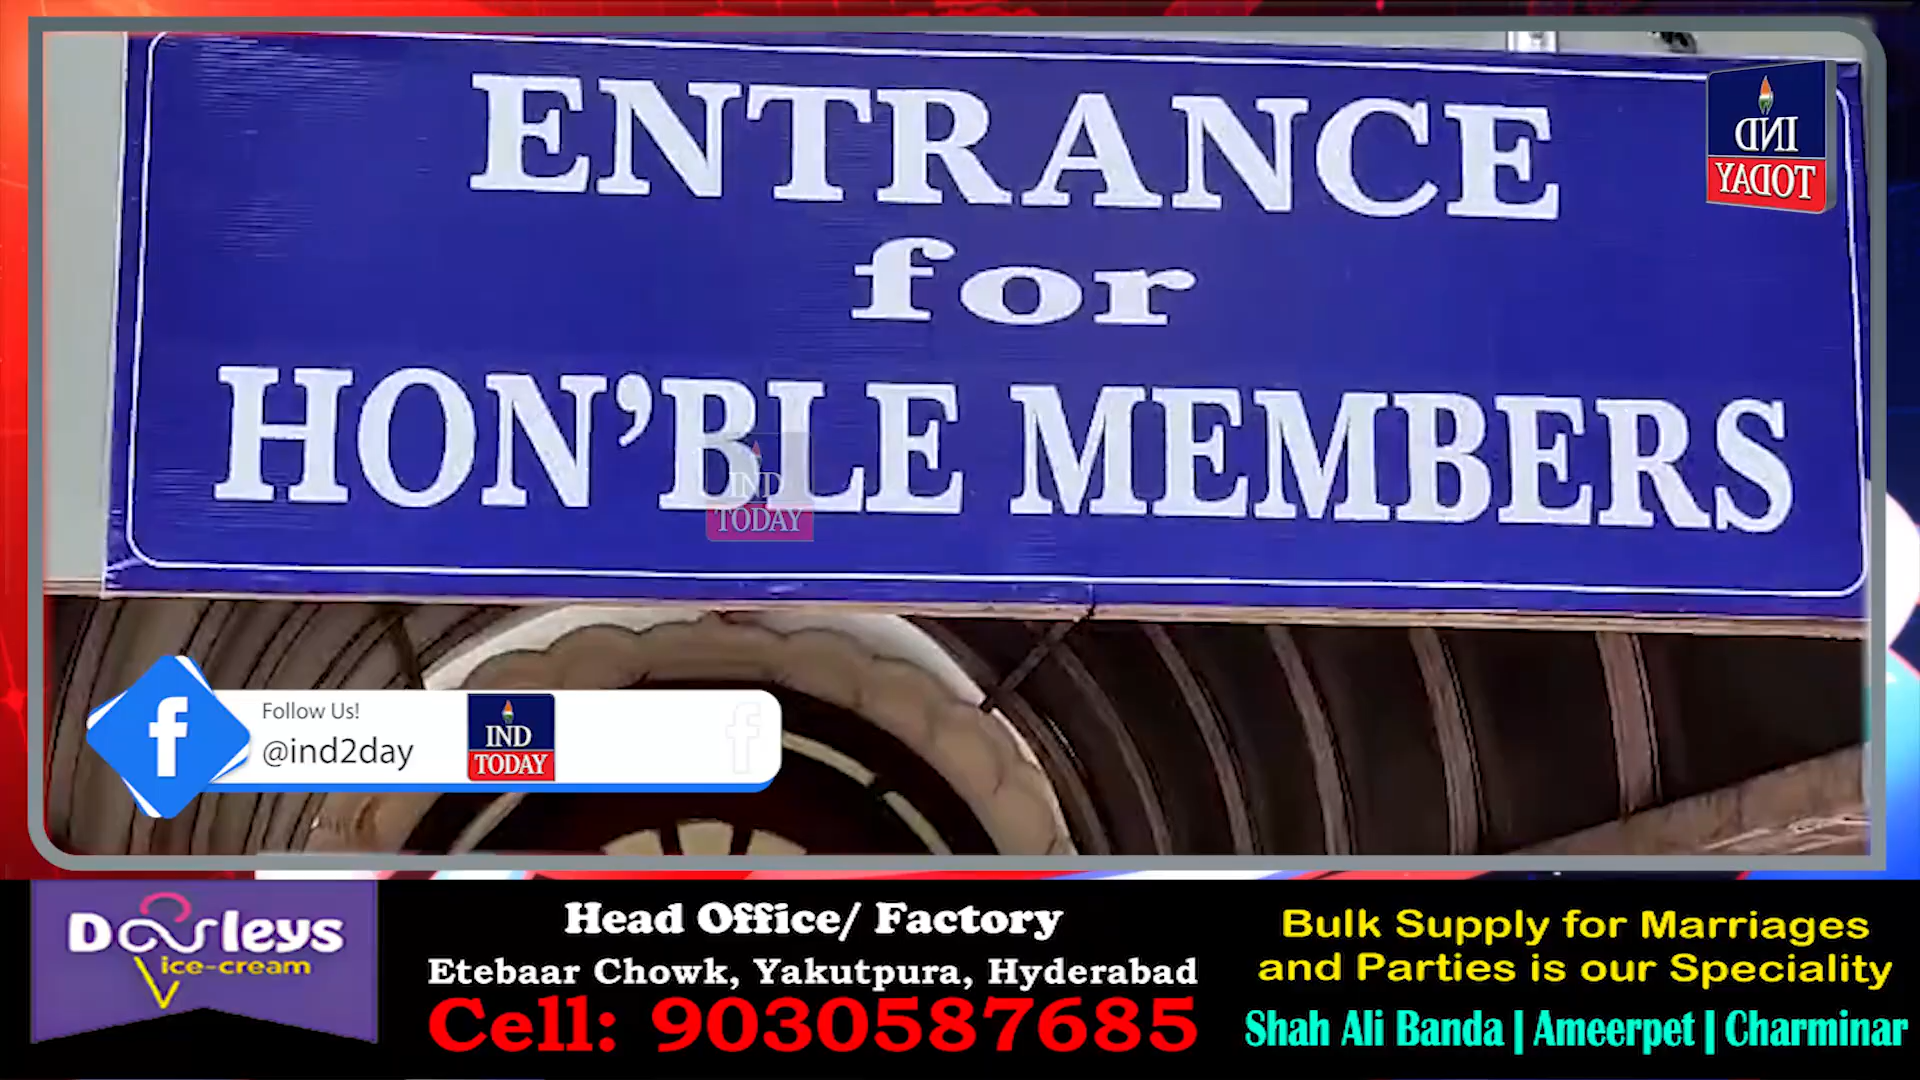 ENTRANCE
for
HON'BLE MEMBERS
IND
TODAY
IND
TODAY
Follow Us!
@ind2day
IND
TODAY
Dawleys
ice-cream
Head Office/ Factory
Etebaar Chowk, Yakutpura, Hyderabad
Cell: 9030587685
Bulk Supply for Marriages
and Parties is our Speciality
Shah Ali Banda | Ameerpet | Charminar